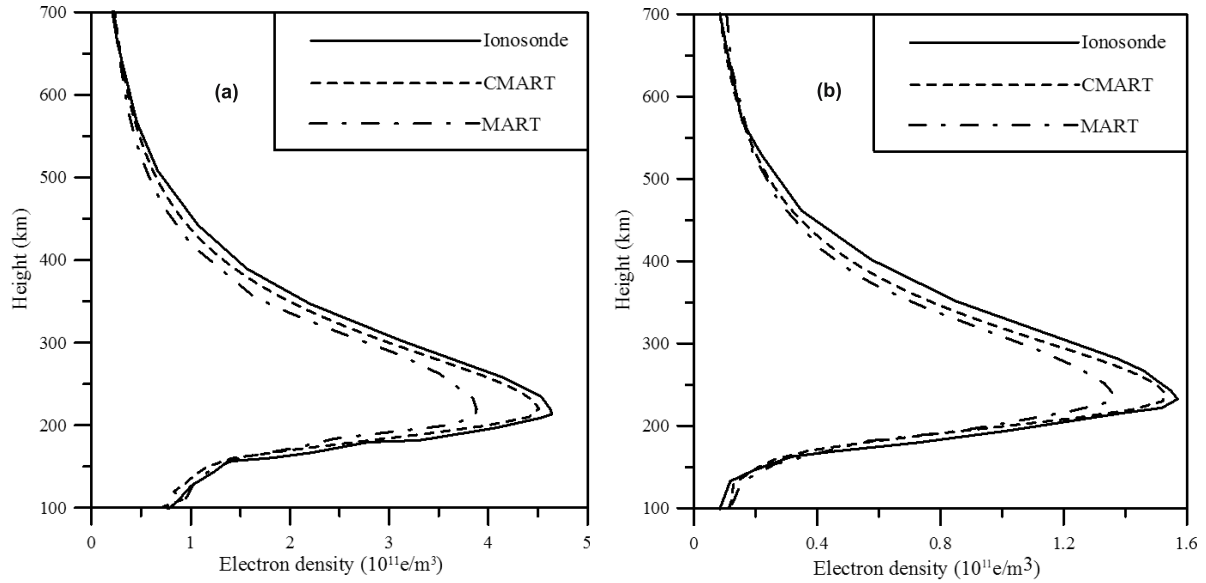 700
600
500
400
300
200
100
Height (km)
0 1 2 3 4 5
Electron density (10¹¹e/m³)
(a)
Ionosonde
CMART
MART
700
600
500
400
300
200
100
Height (km)
0 0.4 0.8 1.2 1.6
Electron density (10¹¹e/m³)
(b)
Ionosonde
CMART
MART